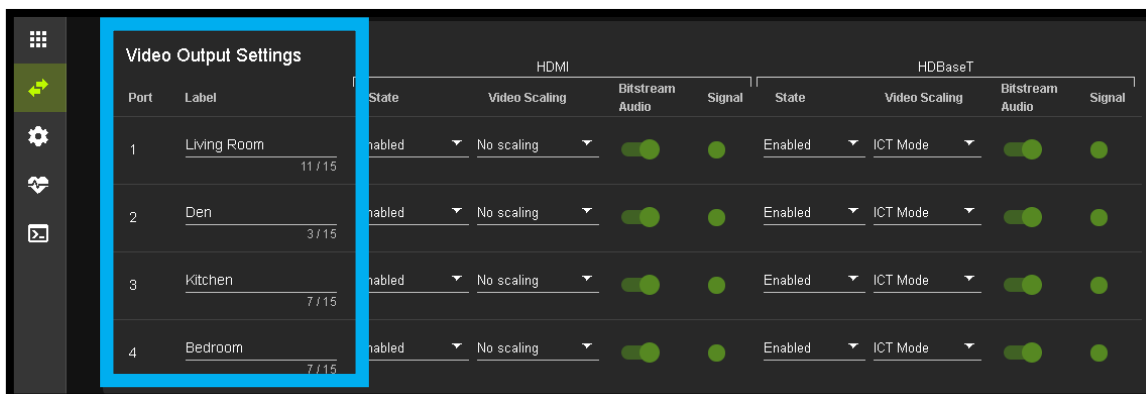 Video Output Settings
HDMI HDBaseT
Port Label State Video Scaling Bitstream Audio Signal State Video Scaling Bitstream Audio Signal
1 Living Room nabled No scaling Enabled ICT Mode
11 / 15
2 Den nabled No scaling Enabled ICT Mode
3 / 15
3 Kitchen nabled No scaling Enabled ICT Mode
7 / 15
4 Bedroom nabled No scaling Enabled ICT Mode
7 / 15